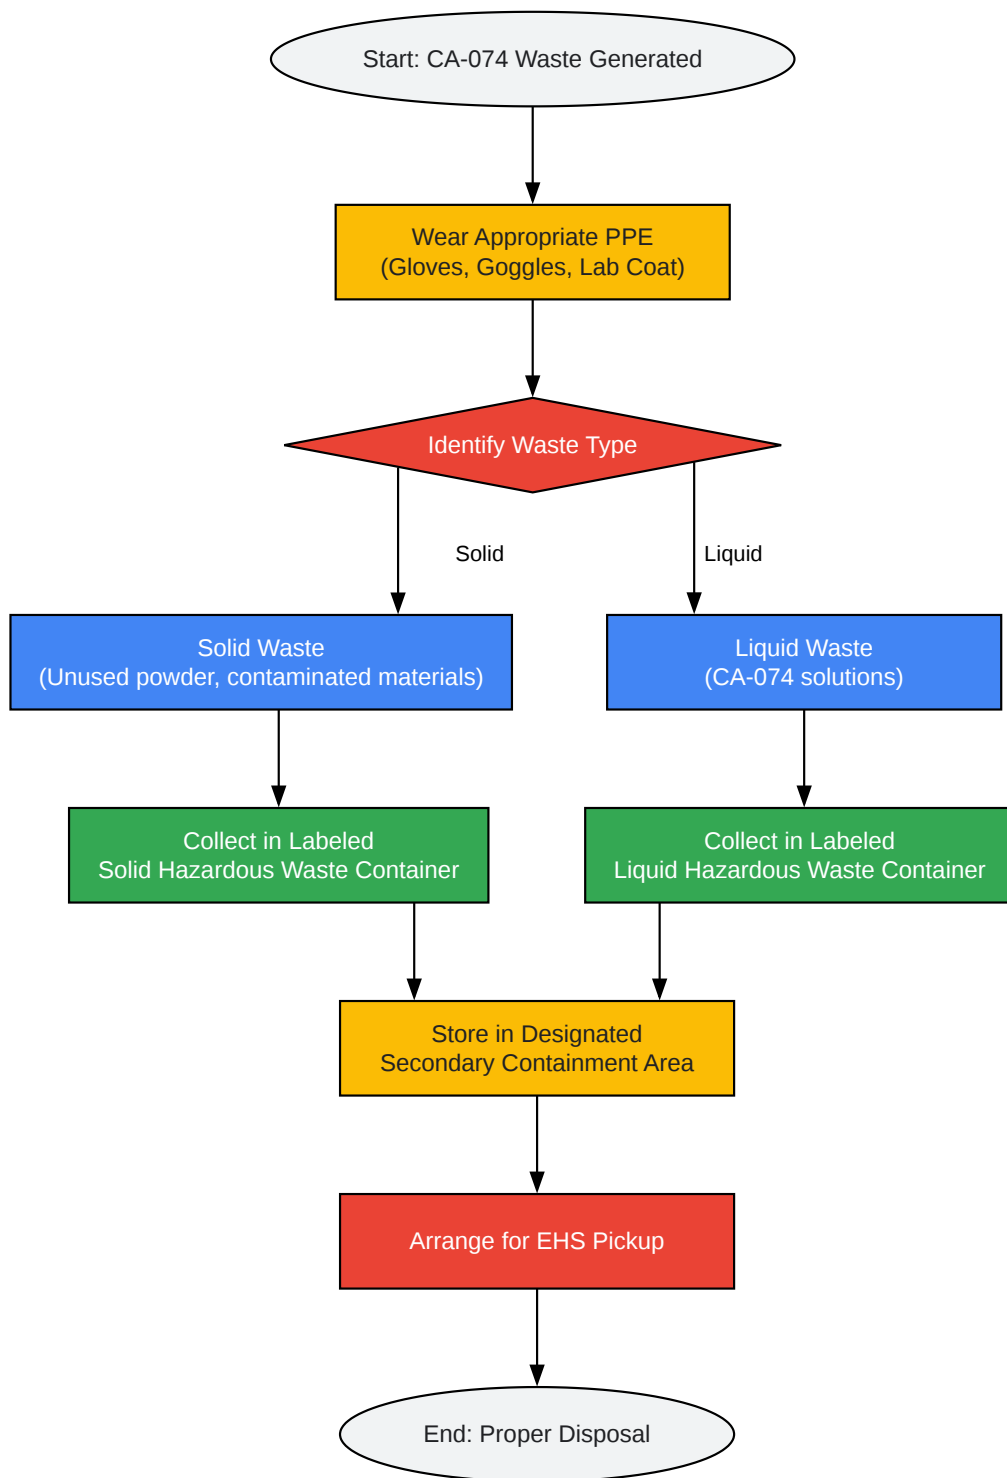 Start: CA-074 Waste Generated
Wear Appropriate PPE
(Gloves, Goggles, Lab Coat)
Identify Waste Type
Solid
Liquid
Solid Waste
(Unused powder, contaminated materials)
Liquid Waste
(CA-074 solutions)
Collect in Labeled
Solid Hazardous Waste Container
Collect in Labeled
Liquid Hazardous Waste Container
Store in Designated
Secondary Containment Area
Arrange for EHS Pickup
End: Proper Disposal